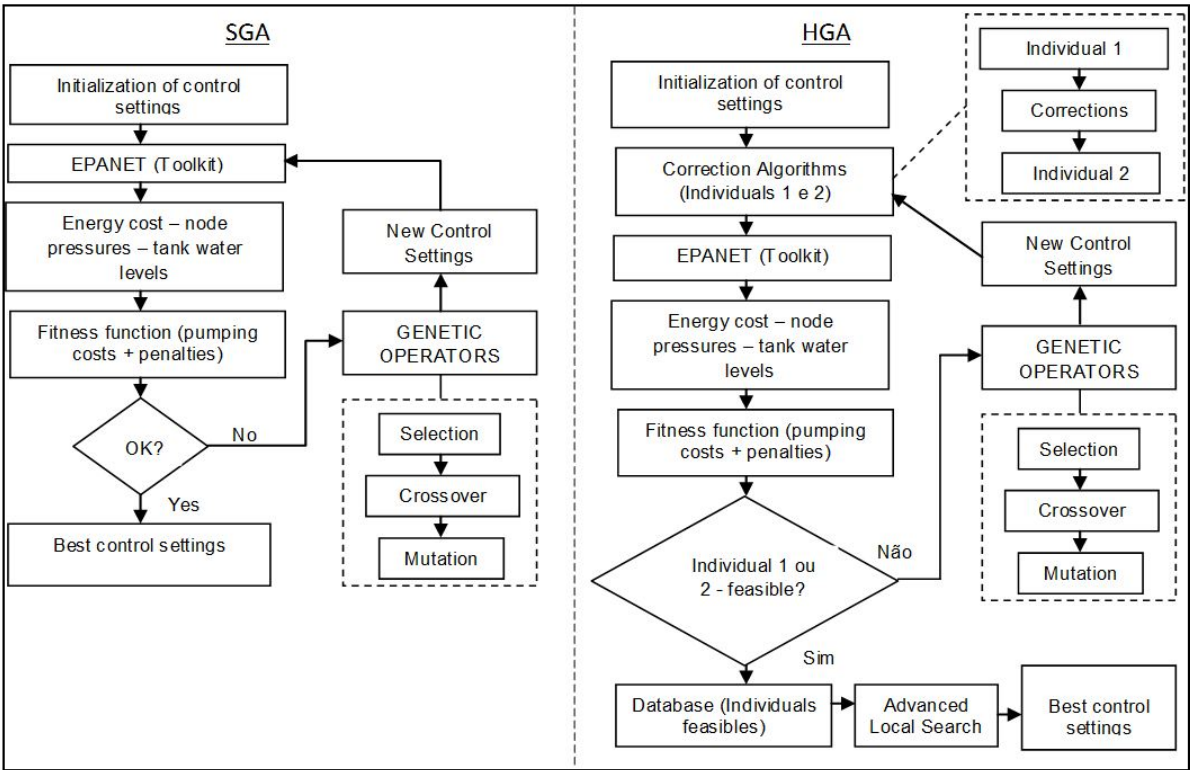 SGA
Initialization of control
settings
EPANET (Toolkit)
Energy cost – node
pressures – tank water
levels
Fitness function (pumping
costs + penalties)
OK?
No
Yes
Best control settings
New Control
Settings
GENETIC
OPERATORS
Selection
Crossover
Mutation
HGA
Initialization of control
settings
Correction Algorithms
(Individuals 1 e 2)
EPANET (Toolkit)
Energy cost – node
pressures – tank water
levels
Fitness function (pumping
costs + penalties)
Individual 1 ou
2 - feasible?
Não
Sim
Database (Individuals
feasibles)
Advanced
Local Search
Best control
settings
Individual 1
Corrections
Individual 2
New Control
Settings
GENETIC
OPERATORS
Selection
Crossover
Mutation